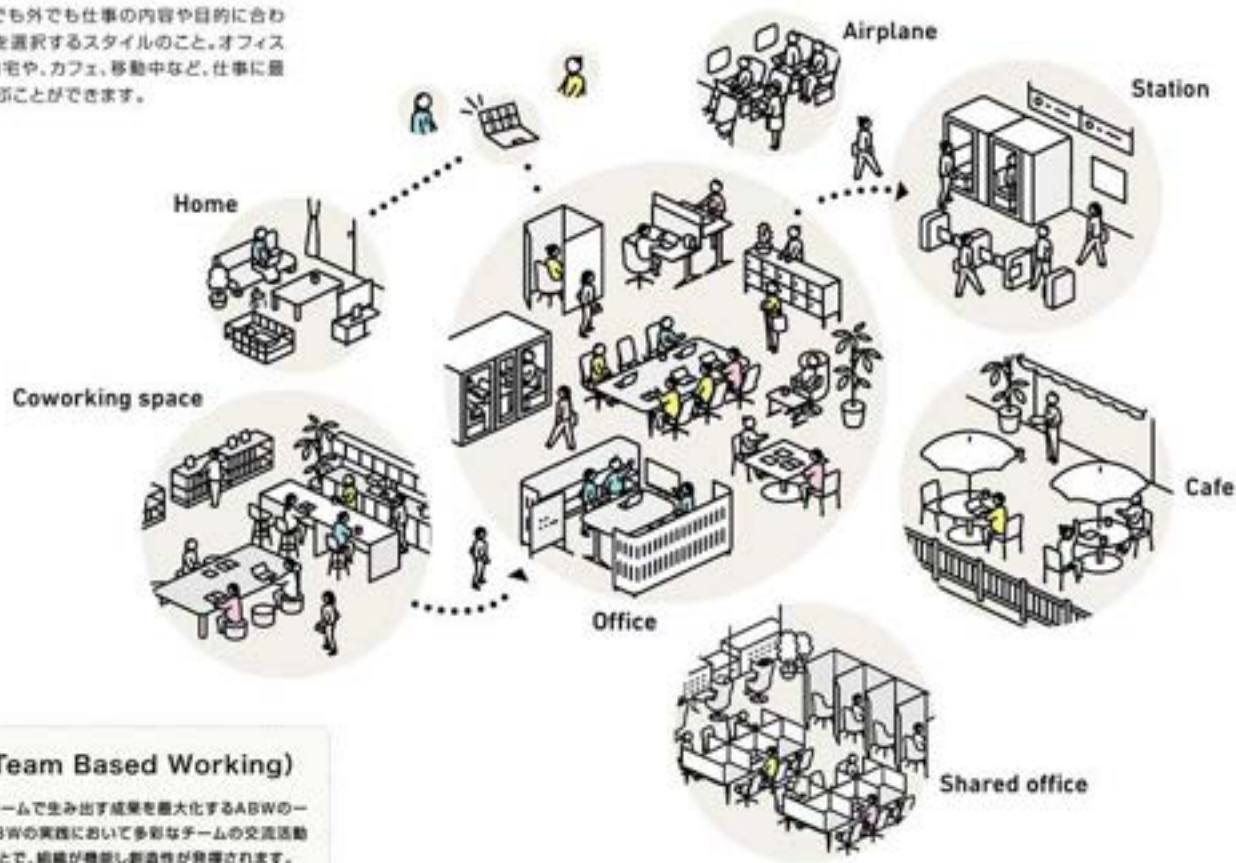 でも外でも仕事の内容や目的に合わ
を選択するスタイルのこと。オフィス
宅や、カフェ、移動中など、仕事に最
ぶことができます。
Airplane
Station
Home
Coworking space
Cafe
Office
Shared office
Team Based Working)
ームで生み出す成果を最大化するABWの一
BWの実践において多彩なチームの交流活動
とで、組織が機能し創造性が発揮されます。